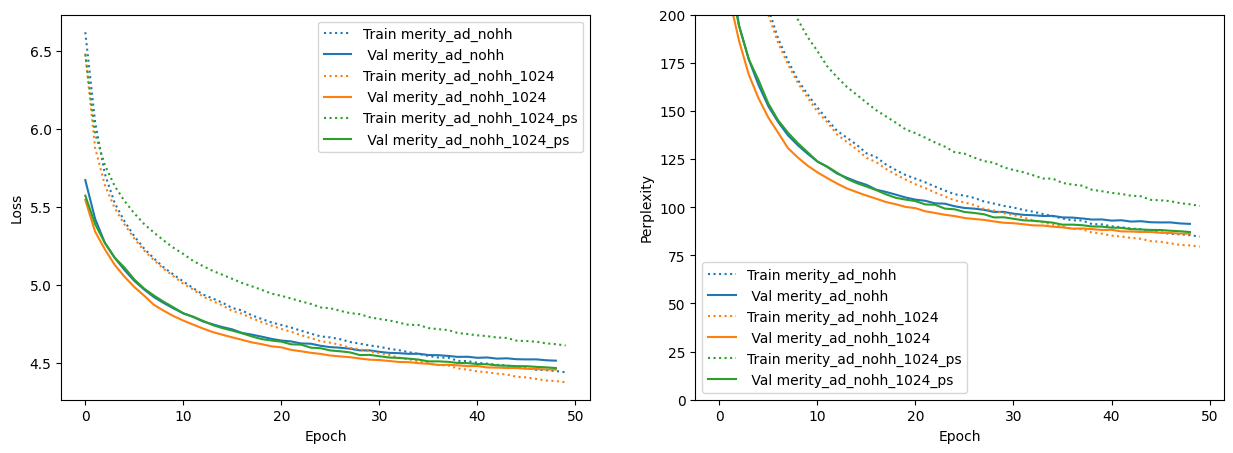 6.5
6.0
5.5
5.0
4.5
Loss
0
10
20
30
40
50
Epoch
Train merity_ad_nohh
Val merity_ad_nohh
Train merity_ad_nohh_1024
Val merity_ad_nohh_1024
Train merity_ad_nohh_1024_ps
Val merity_ad_nohh_1024_ps
200
175
150
125
100
75
50
25
0
Perplexity
0
10
20
30
40
50
Epoch
Train merity_ad_nohh
Val merity_ad_nohh
Train merity_ad_nohh_1024
Val merity_ad_nohh_1024
Train merity_ad_nohh_1024_ps
Val merity_ad_nohh_1024_ps